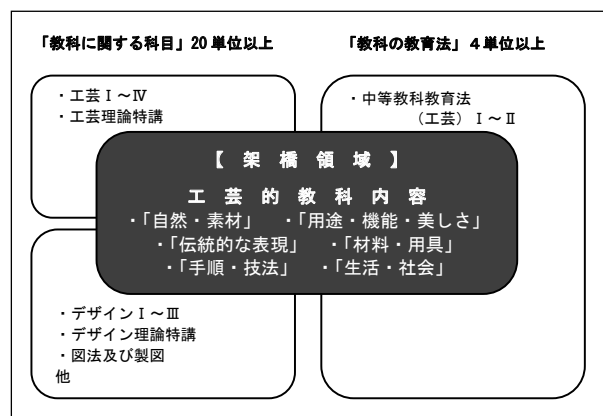 「教科に関する科目」20 単位以上
「教科の教育法」４単位以上
・工芸Ⅰ～Ⅳ
・工芸理論特講
・中等教科教育法
（工芸）Ⅰ～Ⅱ
【 架 橋 領 域 】
工 芸 的 教 科 内 容
・「自然・素材」 ・「用途・機能・美しさ」
・「伝統的な表現」 ・「材料・用具」
・「手順・技法」 ・「生活・社会」
・デザインⅠ～Ⅲ
・デザイン理論特講
・図法及び製図
他